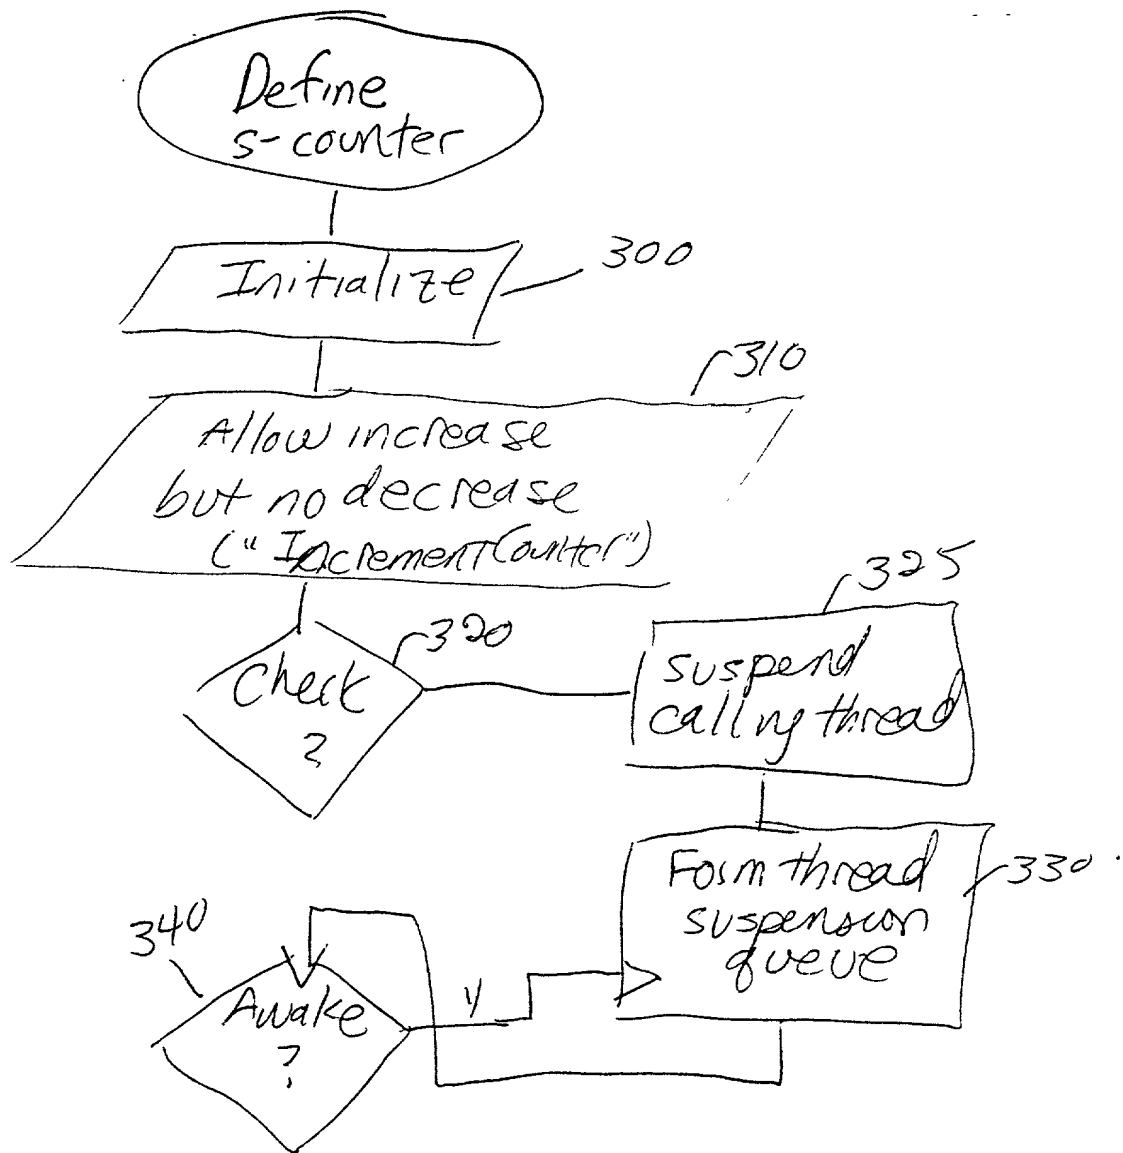 Define
s-counter
Initialize
300
310
Allow increase
but no decrease
("IncrementCounter")
325
320
Check
?
suspend
calling thread
Form thread
suspension
queue
330
340
Awake
?
Y